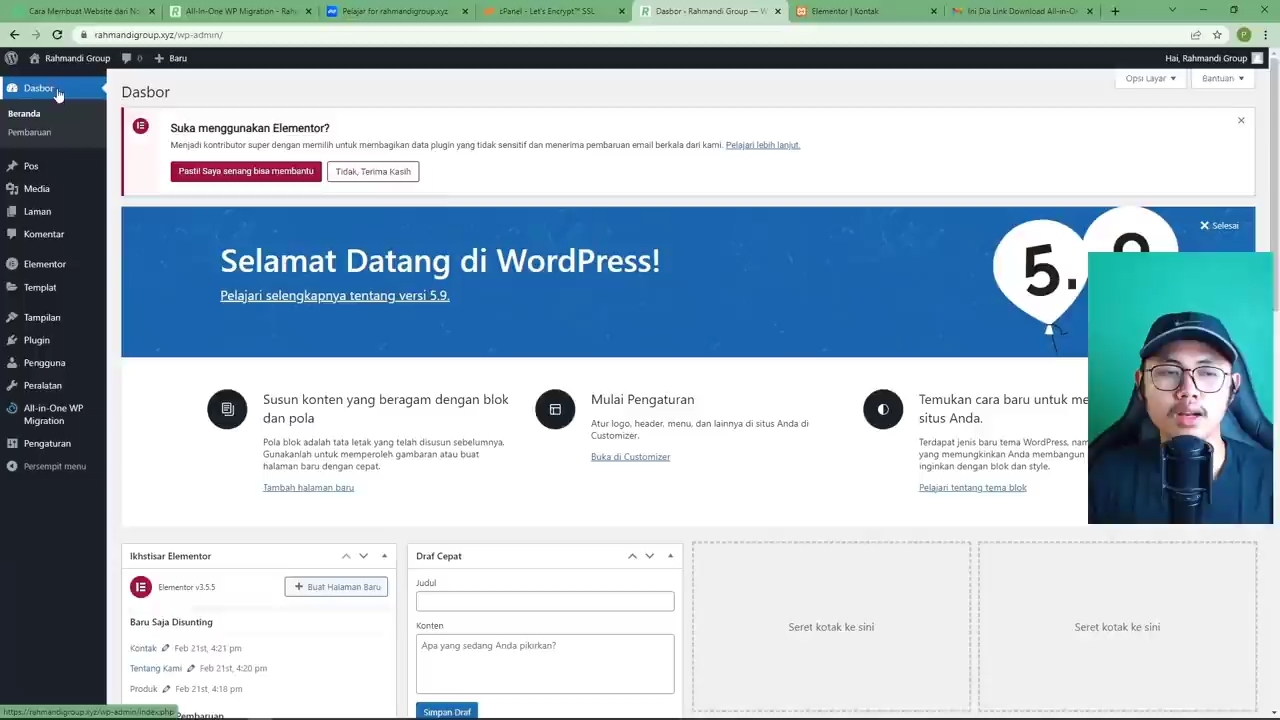 Cara Membuat Website dari No
All-In-One WP Migration - Rahma
Pelajar for rahmandigroup.xyz
cPanel - Let's Encrypt™ SSL
Dasbor - Rahmandi Group — W
Elementor | Kontak
Ini Dia Link Download All-in-O
rahmandigroup.xyz/wp-admin/
P
Rahmandi Group
0
Baru
Hai, Rahmandi Group
Dasbor
Beranda
Pembaruan
Pos
Media
Laman
Komentar
Elementor
Templat
Tampilan
Plugin
Pengguna
Peralatan
All-in-One WP
Migration
Pengaturan
Persempit menu
Dasbor
Opsi Layar
Bantuan
Suka menggunakan Elementor?
Menjadi kontributor super dengan memilih untuk membagikan data plugin yang tidak sensitif dan menerima pembaruan email berkala dari kami. Pelajari lebih lanjut.
Pasti! Saya senang bisa membantu
Tidak, Terima Kasih
Selamat Datang di WordPress!
Pelajari selengkapnya tentang versi 5.9.
Selesai
5.
Susun konten yang beragam dengan blok
dan pola
Pola blok adalah tata letak yang telah disusun sebelumnya.
Gunakanlah untuk memperoleh gambaran atau buat
halaman baru dengan cepat.
Tambah halaman baru
Mulai Pengaturan
Atur logo, header, menu, dan lainnya di situs Anda di
Customizer.
Buka di Customizer
Temukan cara baru untuk me
situs Anda.
Terdapat jenis baru tema WordPress, nam
yang memungkinkan Anda membangun
inginkan dengan blok dan style.
Pelajari tentang tema blok
Ikhstisar Elementor
Elementor v3.5.5
Buat Halaman Baru
Baru Saja Disunting
Kontak Feb 21st, 4:21 pm
Tentang Kami Feb 21st, 4:20 pm
Produk Feb 21st, 4:18 pm
Pembaruan
Draf Cepat
Judul
Konten
Apa yang sedang Anda pikirkan?
Simpan Draf
Seret kotak ke sini
Seret kotak ke sini
https://rahmandigroup.xyz/wp-admin/index.php